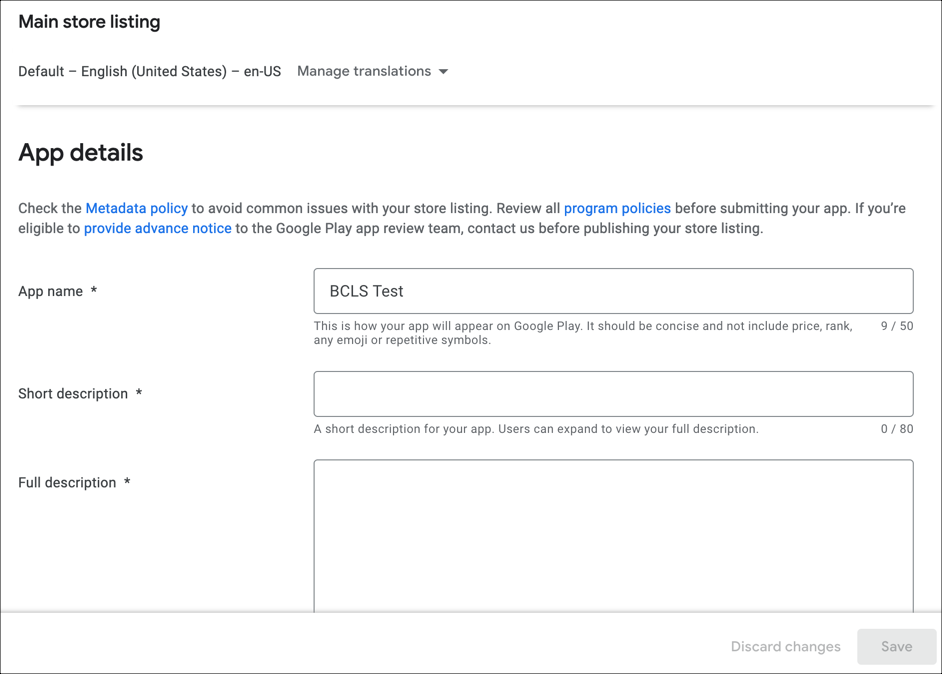 Main store listing
Default – English (United States) – en-US Manage translations
App details
Check the Metadata policy to avoid common issues with your store listing. Review all program policies before submitting your app. If you’re
eligible to provide advance notice to the Google Play app review team, contact us before publishing your store listing.
App name *
BCLS Test
This is how your app will appear on Google Play. It should be concise and not include price, rank, 9 / 50
any emoji or repetitive symbols.
Short description *
A short description for your app. Users can expand to view your full description. 0 / 80
Full description *
Discard changes Save